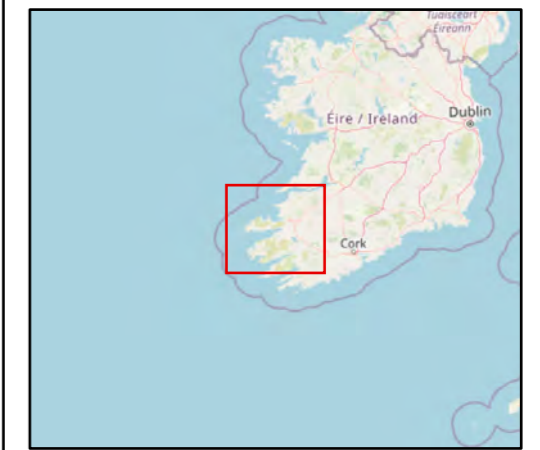 Tuaisceart
Éireann
Éire / Ireland
Dublin
Cork